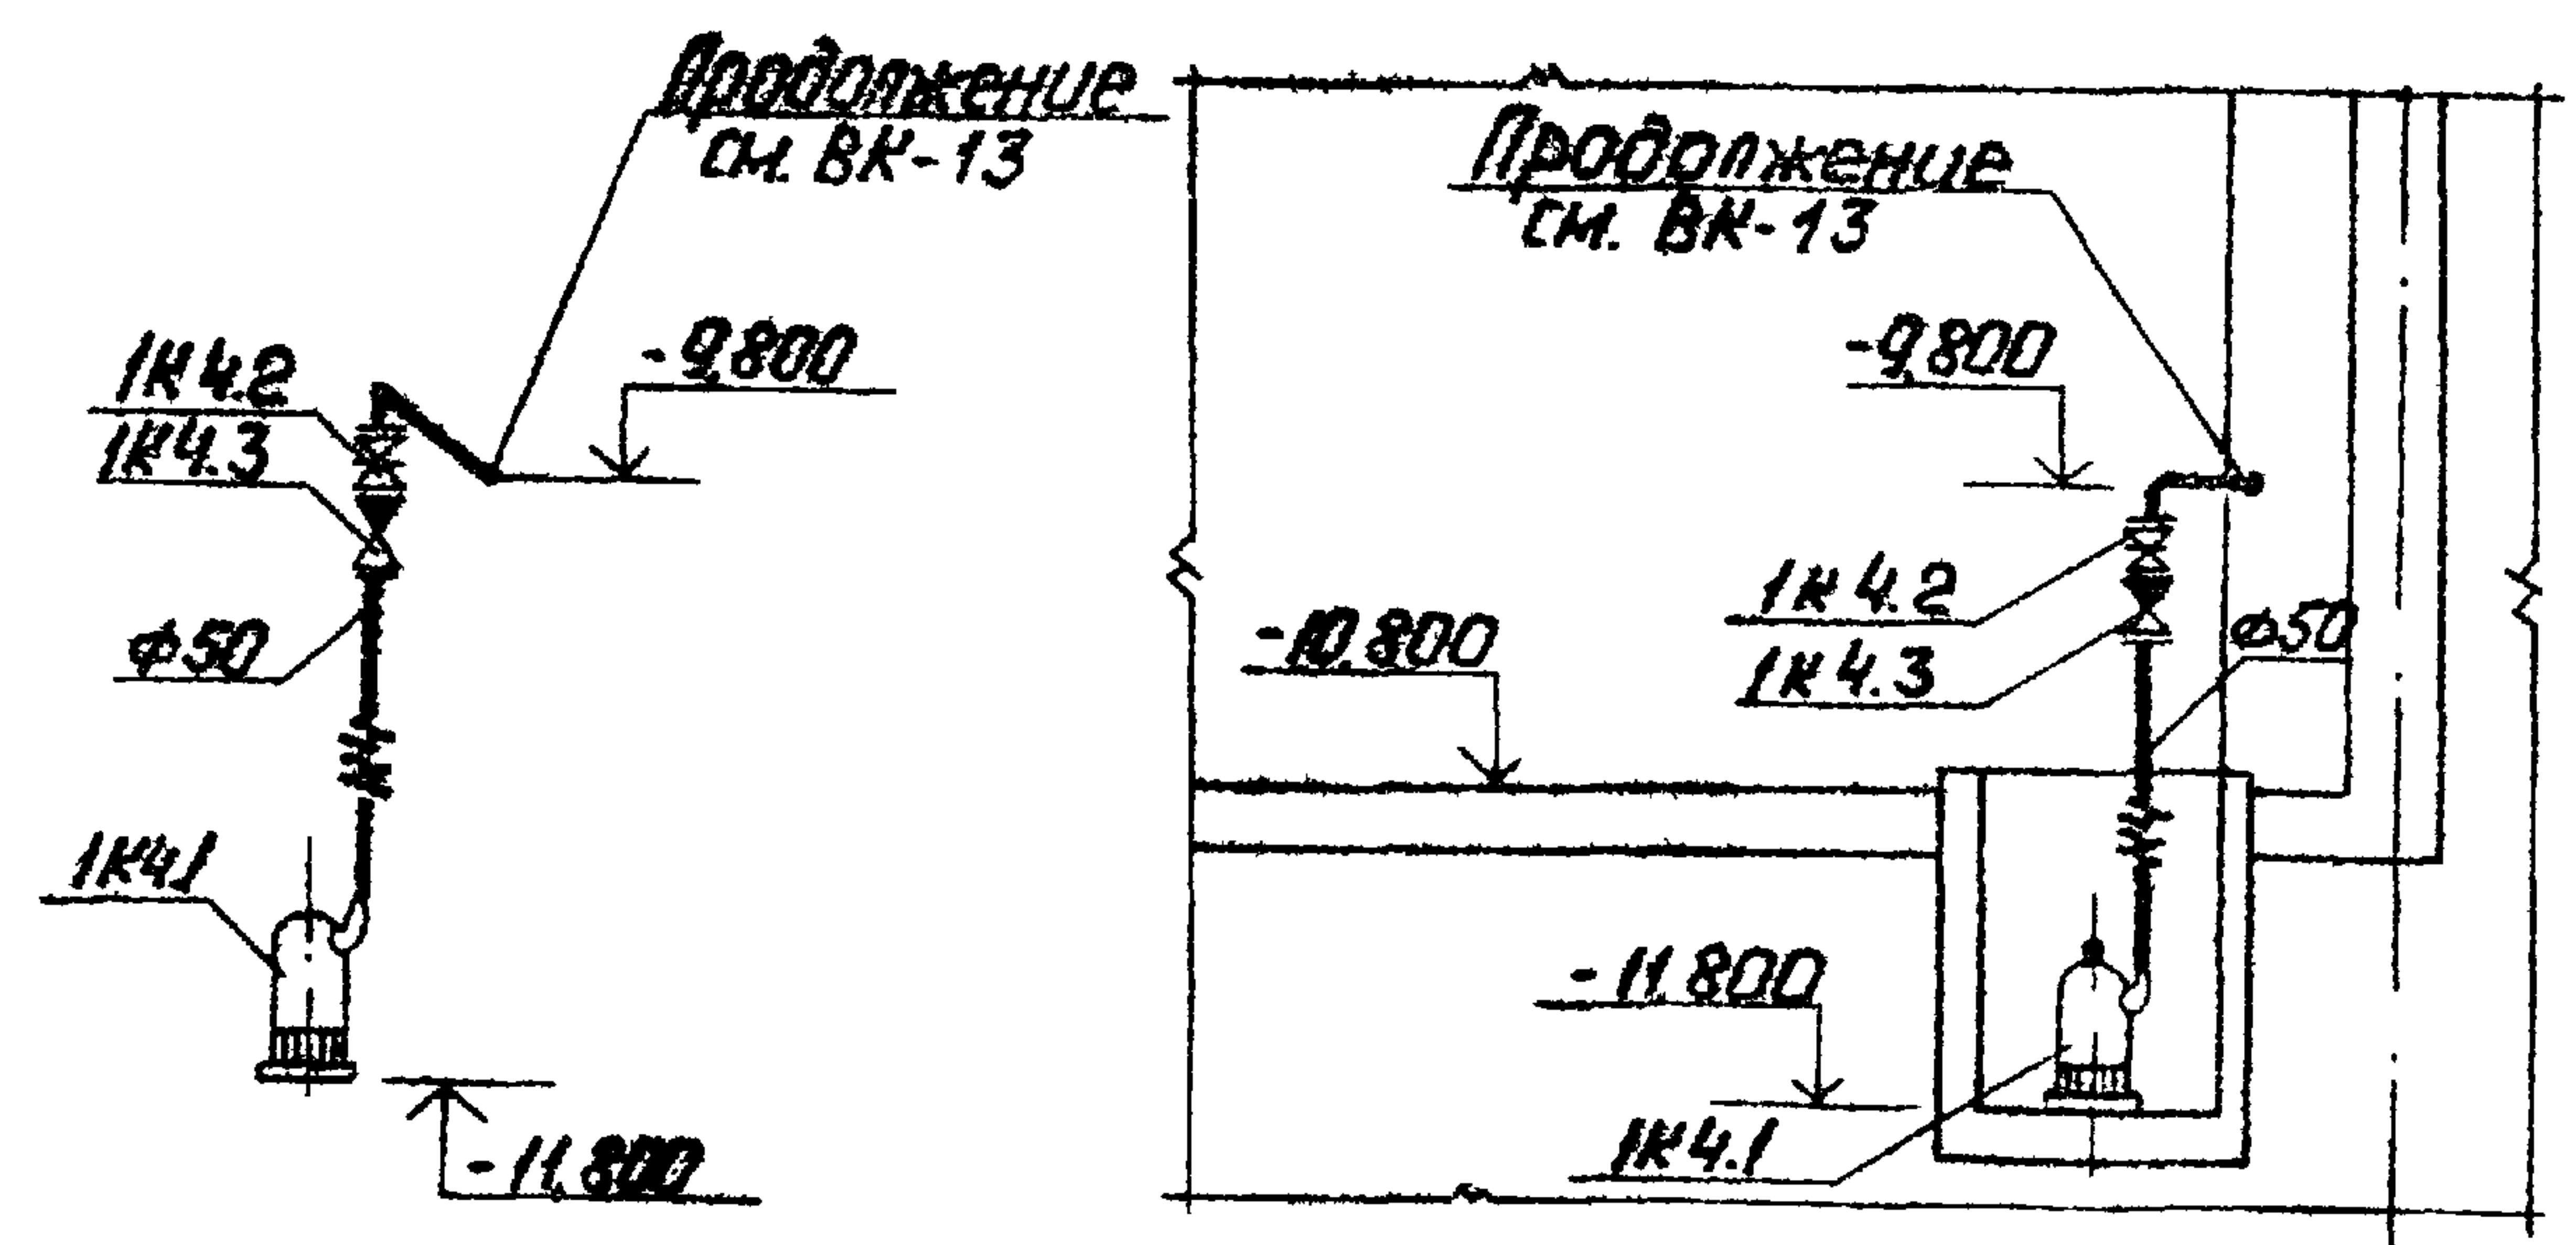 Продолжение
см. ВК-13
-9,800
1К4.2
1К4.3
ф50
1К4.1
-11,800
Продолжение
см. ВК-13
-9,800
1К4.2
1К4.3
ф50
-10.800
-11.800
1К4.1